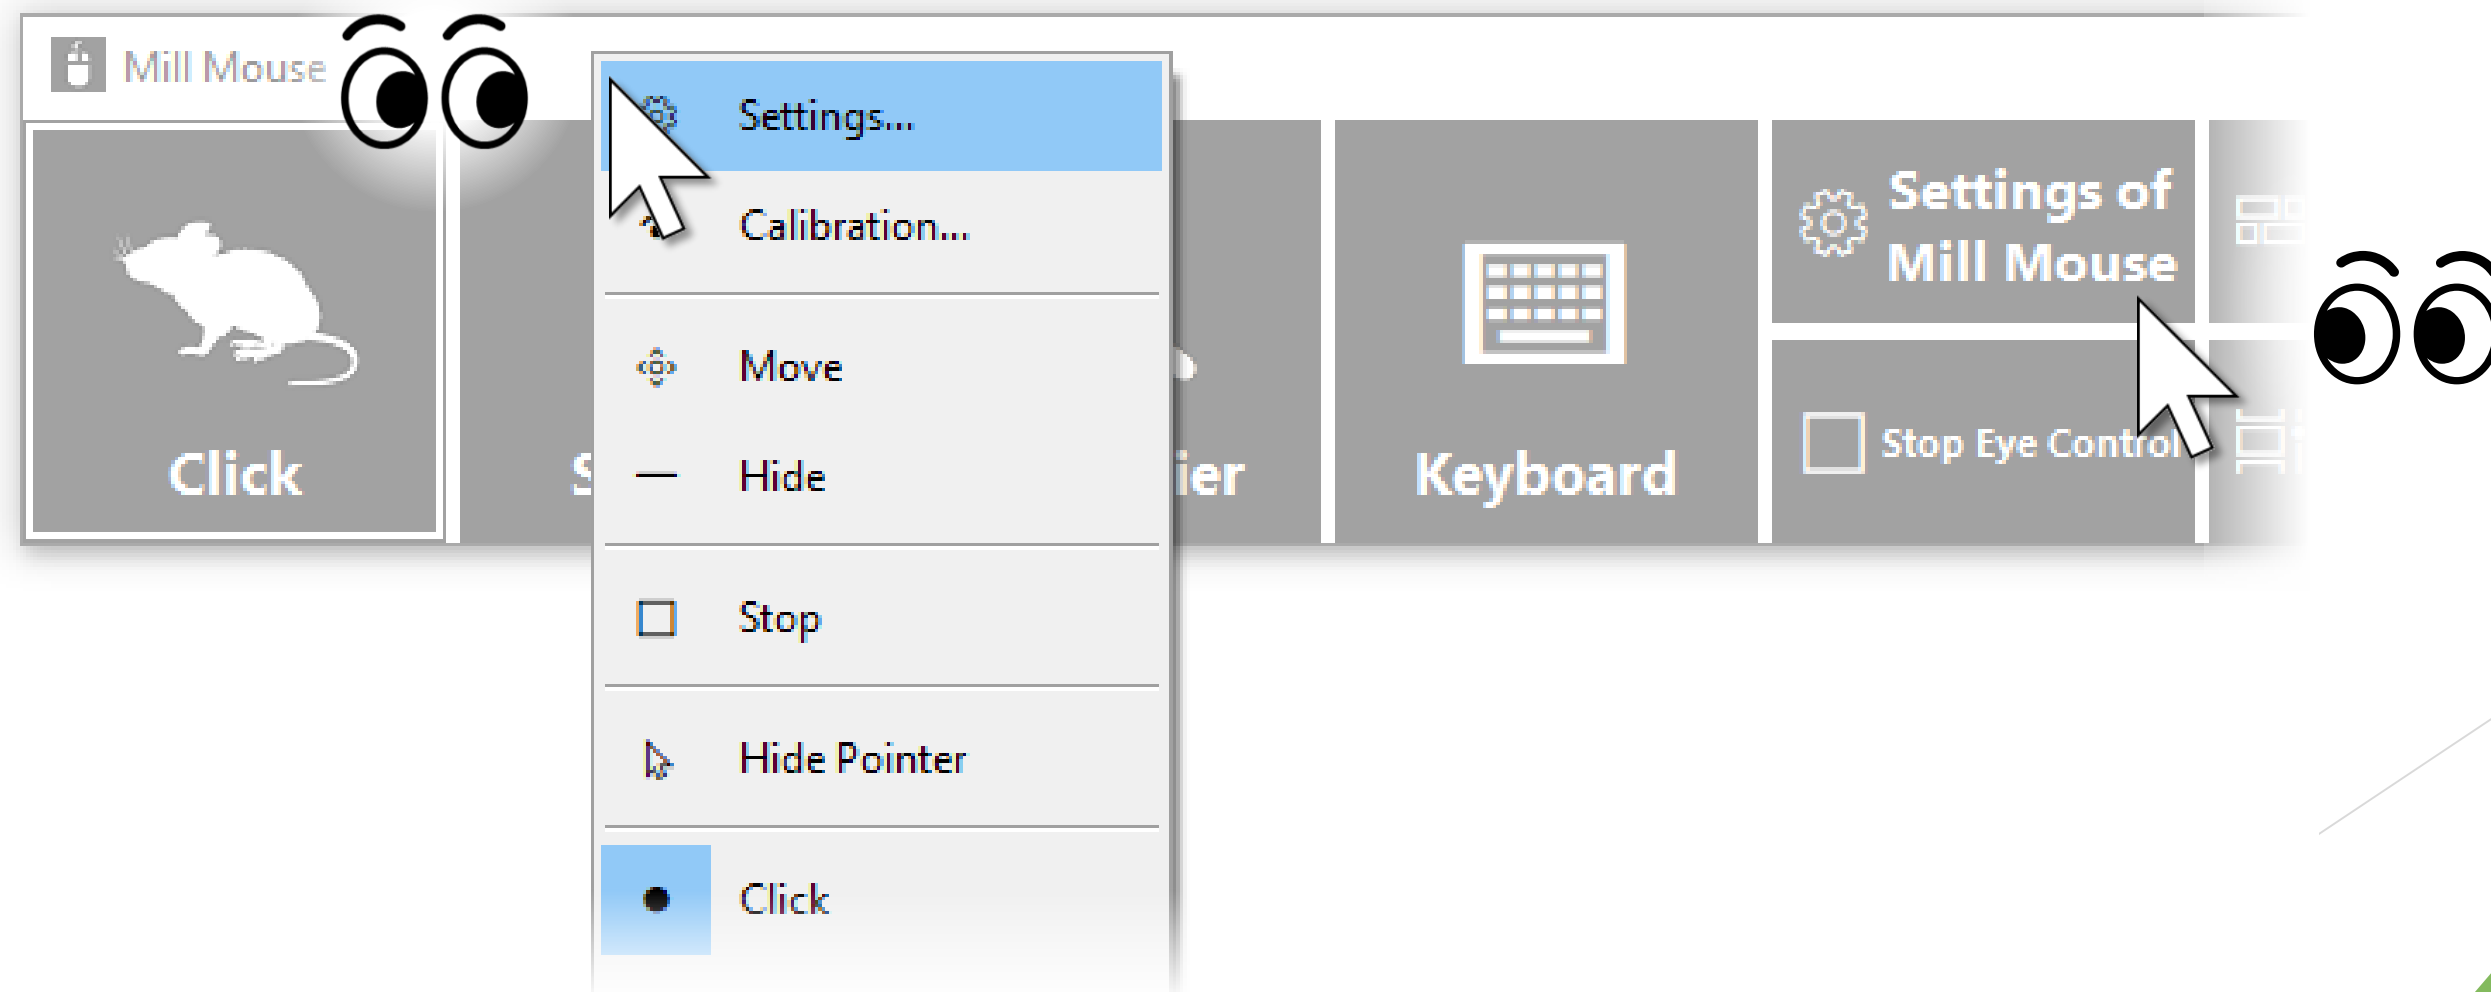 Mill Mouse
Settings...
Calibration...
Move
Hide
Stop
Hide Pointer
Click
Click
Keyboard
Settings of
Mill Mouse
Stop Eye Control